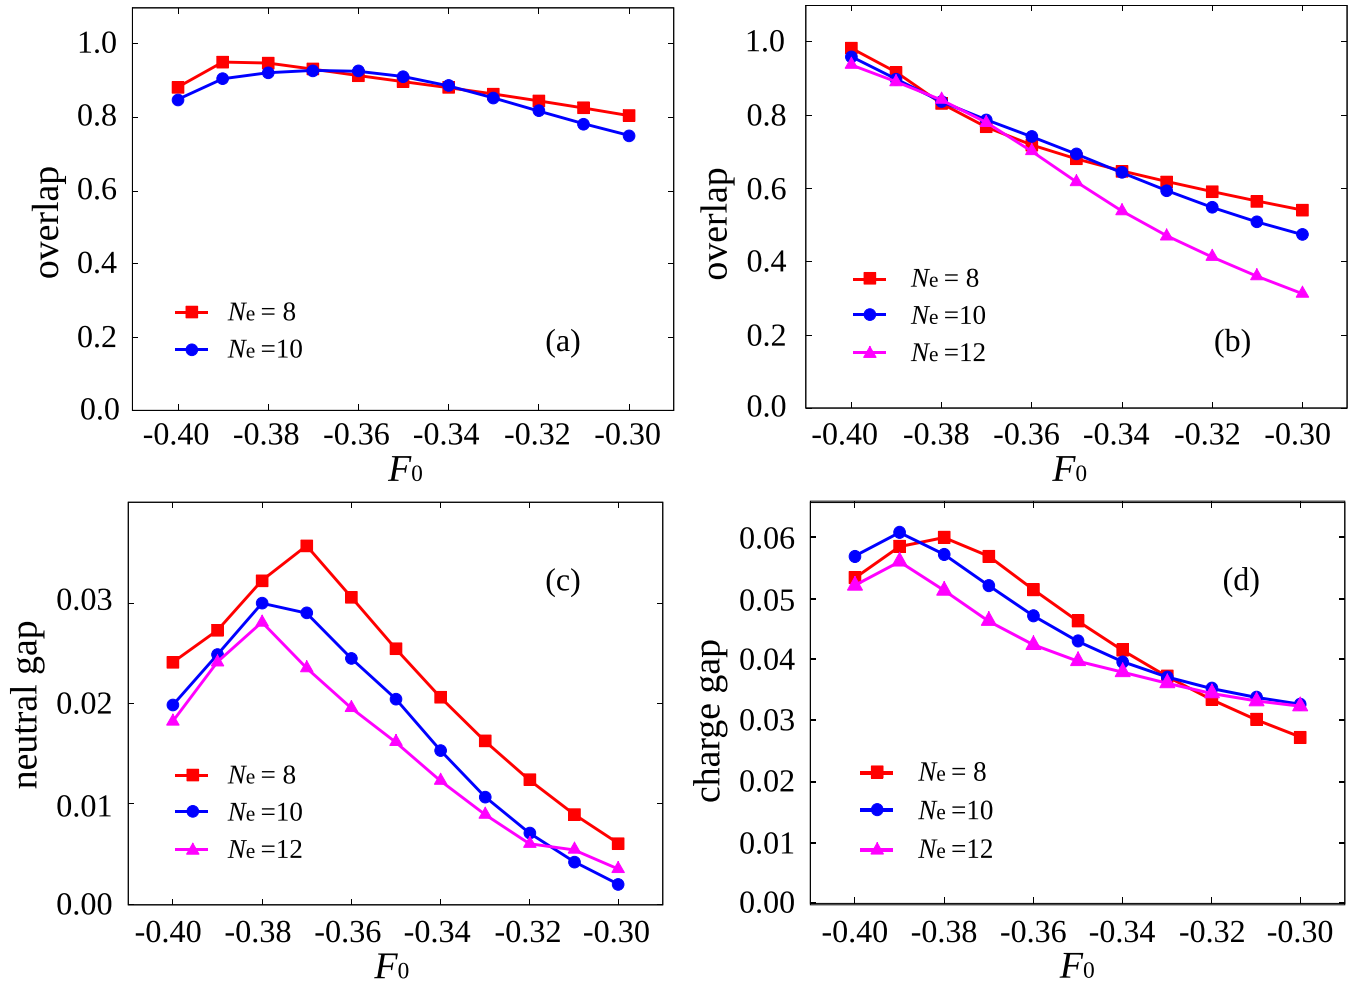 1.0
0.8
0.6
0.4
0.2
0.0
overlap
Ne = 8
Ne =10
(a)
-0.40 -0.38 -0.36 -0.34 -0.32 -0.30
F0
1.0
0.8
0.6
0.4
0.2
0.0
overlap
Ne = 8
Ne =10
Ne =12
(b)
-0.40 -0.38 -0.36 -0.34 -0.32 -0.30
F0
0.03
0.02
0.01
0.00
neutral gap
(c)
Ne = 8
Ne =10
Ne =12
-0.40 -0.38 -0.36 -0.34 -0.32 -0.30
F0
0.06
0.05
0.04
0.03
0.02
0.01
0.00
charge gap
(d)
Ne = 8
Ne =10
Ne =12
-0.40 -0.38 -0.36 -0.34 -0.32 -0.30
F0